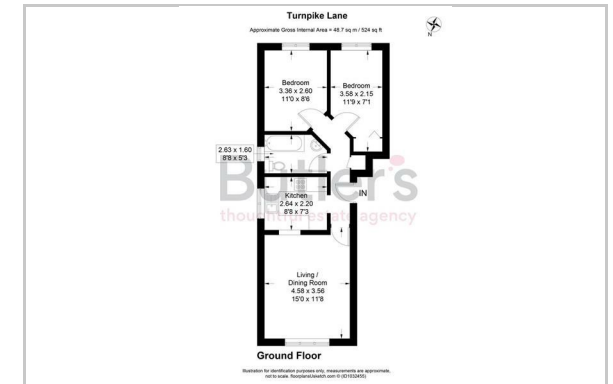 Turnpike Lane
Approximate Gross Internal Area = 48.7 sq m / 524 sq ft
N
Bedroom
3.36 x 2.60
11'0 x 8'6
Bedroom
3.58 x 2.15
11'9 x 7'1
2.63 x 1.60
8'8 x 5'3
Butler's
thoughtful estate agency
IN
Kitchen
2.64 x 2.20
8'8 x 7'3
Living /
Dining Room
4.58 x 3.56
15'0 x 11'8
Ground Floor
Illustration for identification purposes only, measurements are approximate,
not to scale. floorplansUsketch.com © (ID1032455)